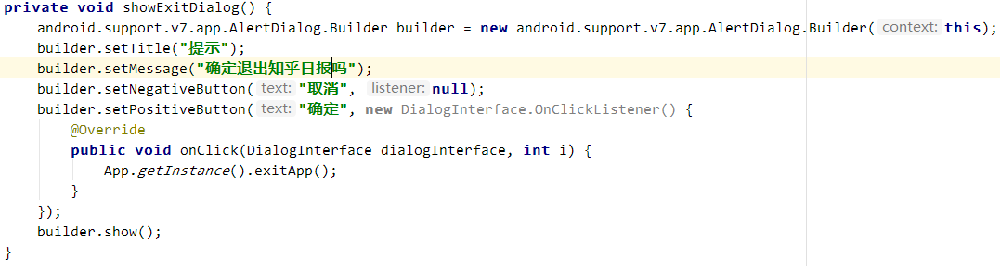 private void showExitDialog() {
    android.support.v7.app.AlertDialog.Builder builder = new android.support.v7.app.AlertDialog.Builder( context: this);
    builder.setTitle("提示");
    builder.setMessage("确定退出知乎日报吗");
    builder.setNegativeButton( text: "取消", listener: null);
    builder.setPositiveButton( text: "确定", new DialogInterface.OnClickListener() {
        @Override
        public void onClick(DialogInterface dialogInterface, int i) {
            App.getInstance().exitApp();
        }
    });
    builder.show();
}